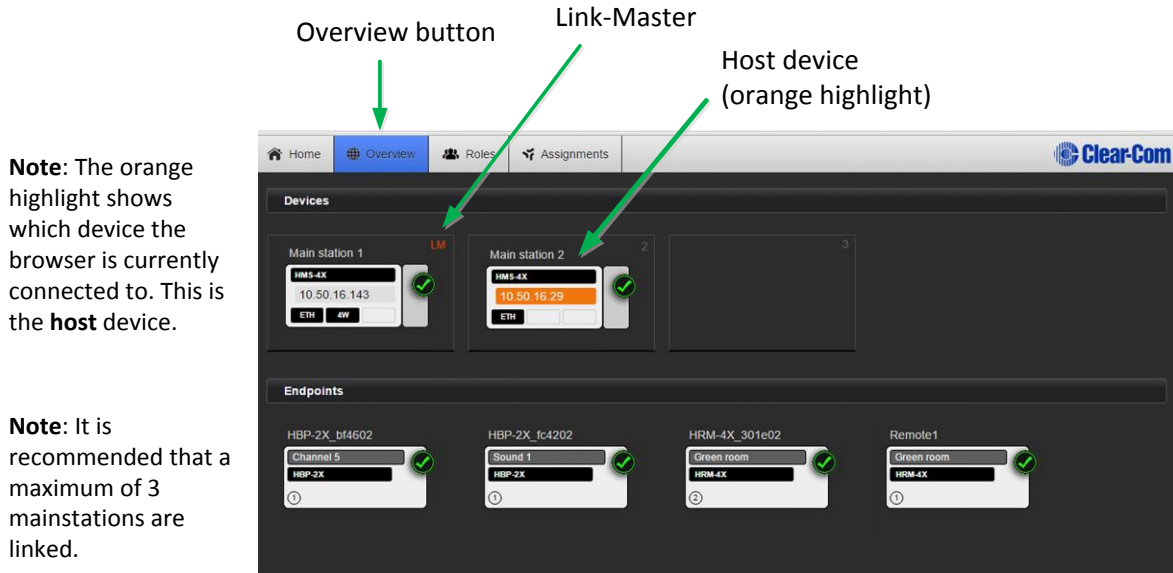 Link-Master
Overview button
Host device
(orange highlight)
Note: The orange
highlight shows
which device the
browser is currently
connected to. This is
the host device.
Note: It is
recommended that a
maximum of 3
mainstations are
linked.
Home Overview Roles Assignments Clear-Com
Devices
Main station 1 LM
HMS-4X
10.50.16.143
ETH 4W
Main station 2 2
HMS-4X
10.50.16.29
ETH
3
Endpoints
HBP-2X_bf4602
Channel 5
HBP-2X
1
HBP-2X_fc4202
Sound 1
HBP-2X
1
HRM-4X_301e02
Green room
HRM-4X
2
Remote1
Green room
HRM-4X
1